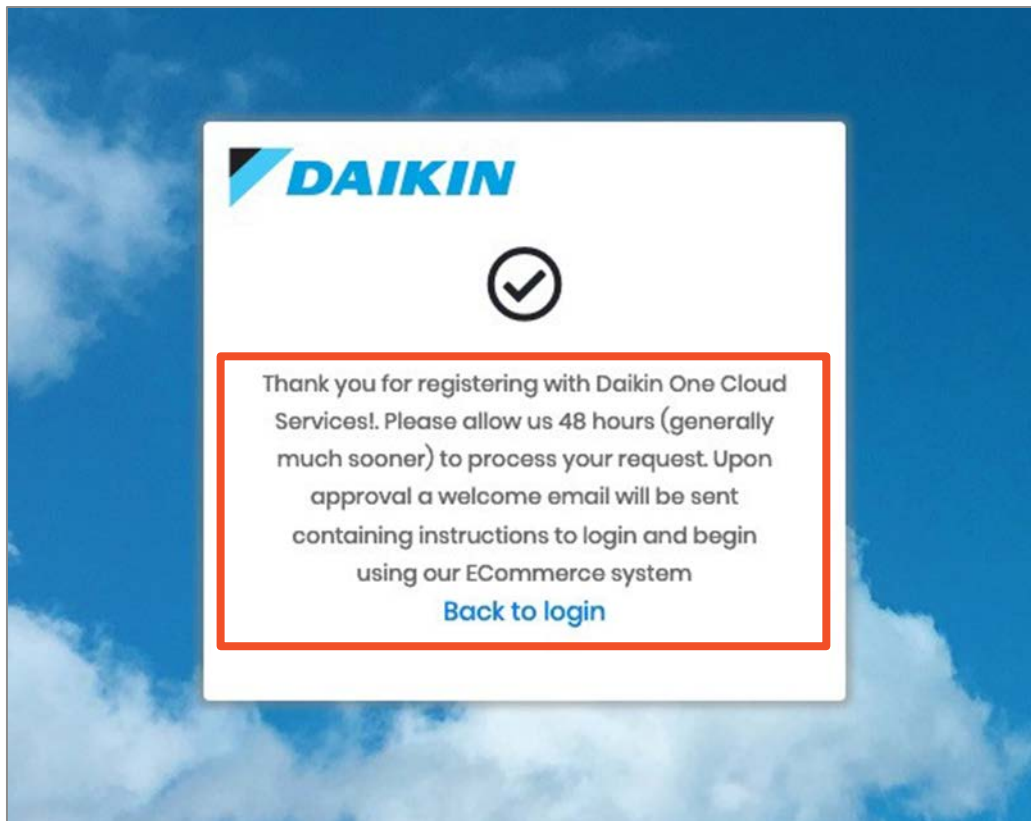 DAIKIN
Thank you for registering with Daikin One Cloud
Services!. Please allow us 48 hours (generally
much sooner) to process your request. Upon
approval a welcome email will be sent
containing instructions to login and begin
using our ECommerce system
Back to login